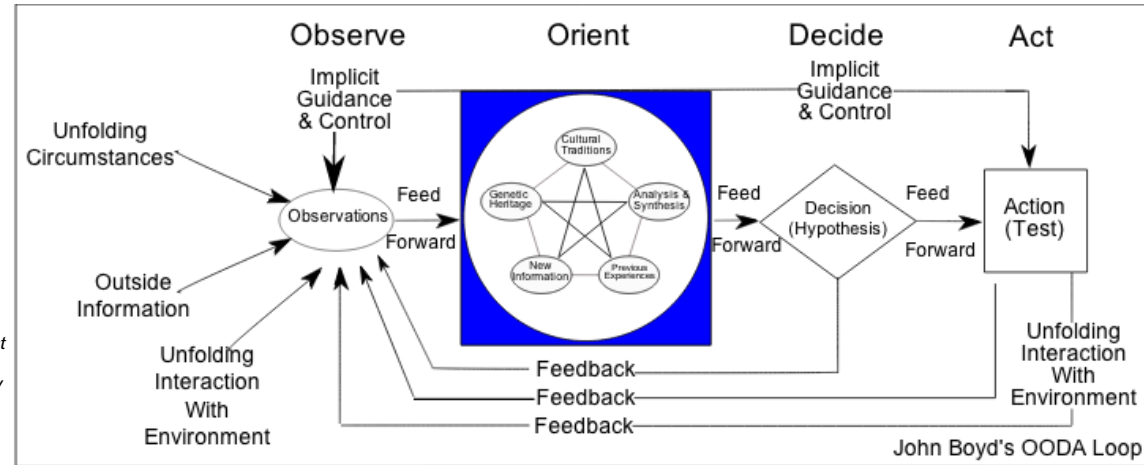 Observe
Orient
Decide
Act
Implicit
Guidance
& Control
Implicit
Guidance
& Control
Unfolding
Circumstances
Observations
Outside
Information
Unfolding
Interaction
With
Environment
Feed
Forward
Cultural
Traditions
Genetic
Heritage
Analysis &
Synthesis
New
Information
Previous
Experiences
Feed
Forward
Decision
(Hypothesis)
Feed
Forward
Action
(Test)
Unfolding
Interaction
With
Environment
Feedback
Feedback
Feedback
John Boyd's OODA Loop